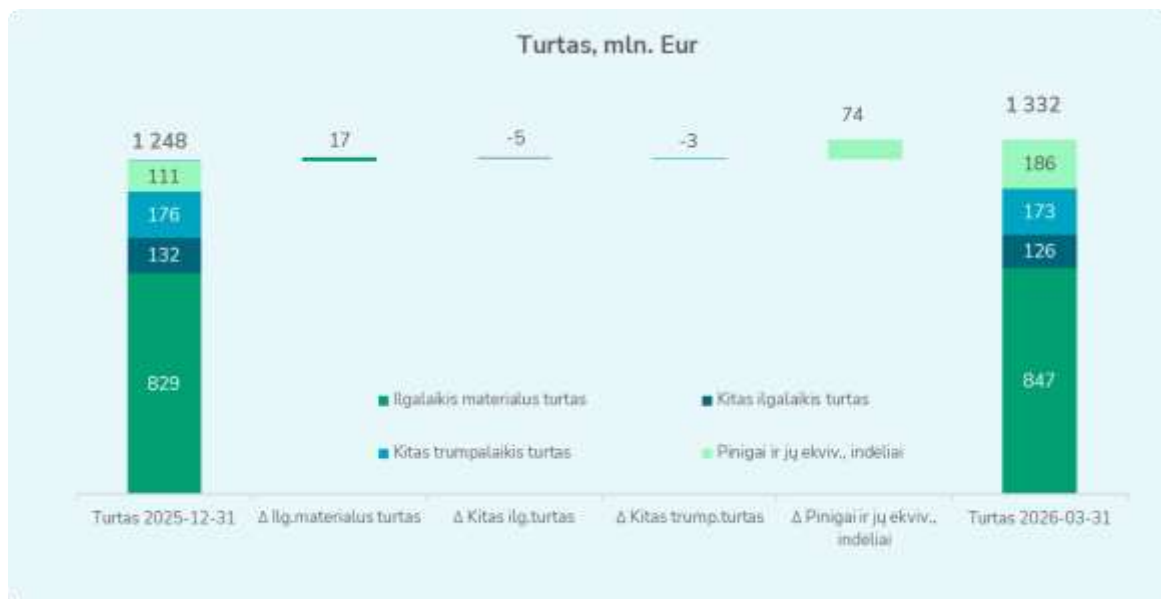 Turtas, mln. Eur
1 248
17
-5
-3
74
1 332
111
186
176
173
132
126
829
847
Ilgalaikis materialus turtas
Kitas ilgalaikis turtas
Kitas trumpalaikis turtas
Pinigai ir jų ekviv., indėliai
Turtas 2025-12-31
Δ Ilg.materialus turtas
Δ Kitas ilg.turtas
Δ Kitas trump.turtas
Δ Pinigai ir jų ekviv.,
indėliai
Turtas 2026-03-31